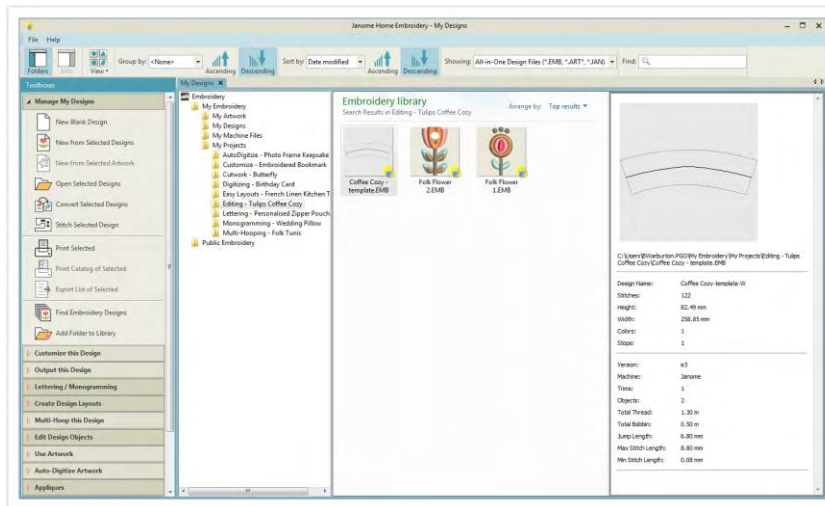 Janome Home Embroidery - My Designs
File Help
Folders
Info
View
Group by: <None>
Ascending
Descending
Sort by: Date modified
Ascending
Descending
Showing: All-in-One Design Files (*.EMB, *.ART*, *.JAN)
Find:
Toolboxes
My Designs X
Manage My Designs
New Blank Design
New from Selected Designs
New from Selected Artwork
Open Selected Designs
Convert Selected Designs
Stitch Selected Design
Print Selected
Print Catalog of Selected
Export List of Selected
Find Embroidery Designs
Add Folder to Library
Customize this Design
Output this Design
Lettering / Monogramming
Create Design Layouts
Multi-Hoop this Design
Edit Design Objects
Use Artwork
Auto-Digitize Artwork
Appliques
Embroidery
My Embroidery
My Artwork
My Designs
My Machine Files
My Projects
AutoDigitize - Photo Frame Keepsake
Customize - Embroidered Bookmark
Cutwork - Butterfly
Digitizing - Birthday Card
Easy Layouts - French Linen Kitchen T
Editing - Tulips Coffee Cozy
Lettering - Personalised Zipper Pouch
Monogramming - Wedding Pillow
Multi-Hooping - Folk Tunic
Public Embroidery
Embroidery library
Search Results in Editing - Tulips Coffee Cozy
Arrange by: Top results
Coffee Cozy -
template.EMB
Folk Flower
2.EMB
Folk Flower
1.EMB
C:\Users\BWarburton.PGO\My Embroidery\My Projects\Editing - Tulips
Coffee Cozy\Coffee Cozy - template.EMB
Design Name: Coffee Cozy-template-W
Stitches: 122
Height: 82.49 mm
Width: 258.85 mm
Colors: 1
Stops: 1
Version: e3
Machine: Janome
Trims: 1
Objects: 2
Total Thread: 1.30 m
Total Bobbin: 0.50 m
Jump Length: 6.80 mm
Max Stitch Length: 8.80 mm
Min Stitch Length: 0.08 mm